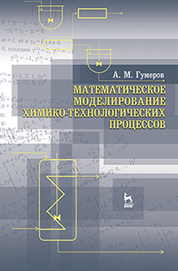 А. М. Гумеров
МАТЕМАТИЧЕСКОЕ
МОДЕЛИРОВАНИЕ
ХИМИКО-ТЕХНОЛОГИЧЕСКИХ
ПРОЦЕССОВ